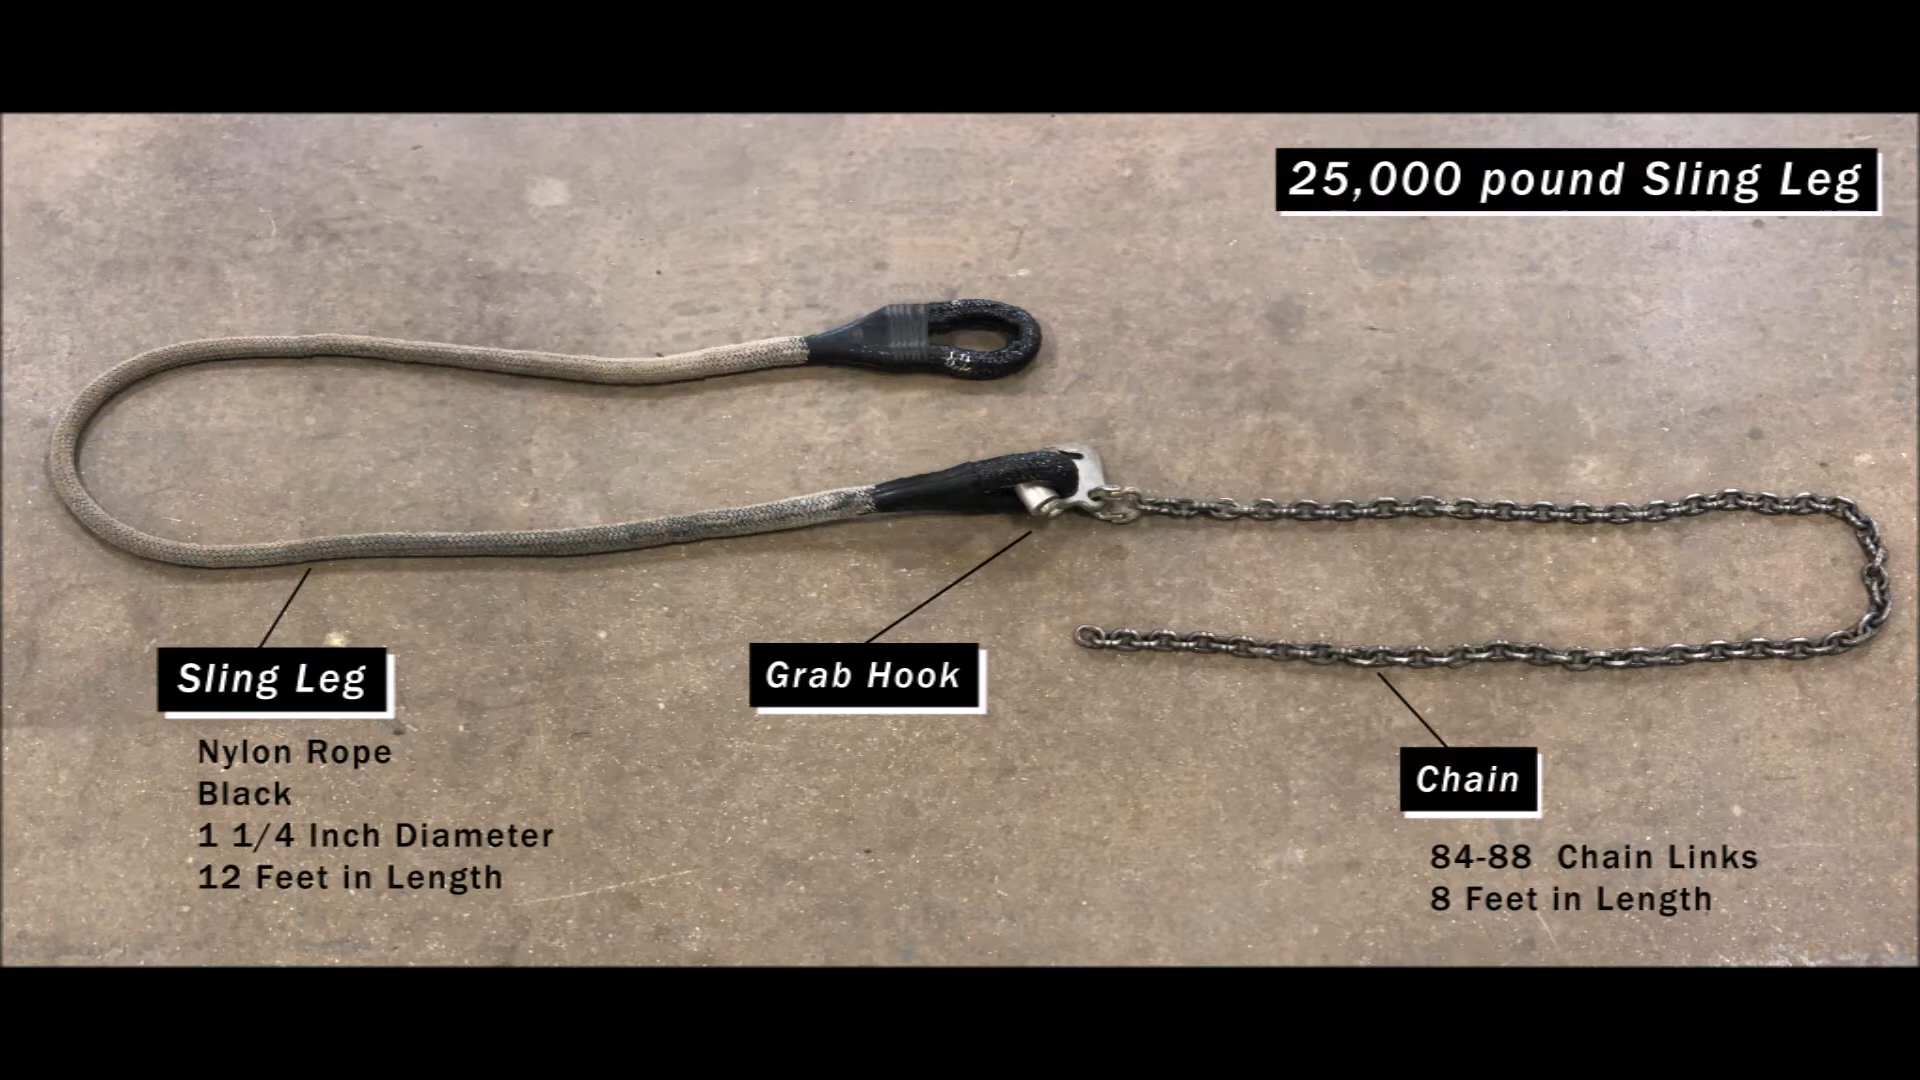 25,000 pound Sling Leg
Sling Leg
Nylon Rope
Black
1 1/4 Inch Diameter
12 Feet in Length
Grab Hook
Chain
84-88 Chain Links
8 Feet in Length